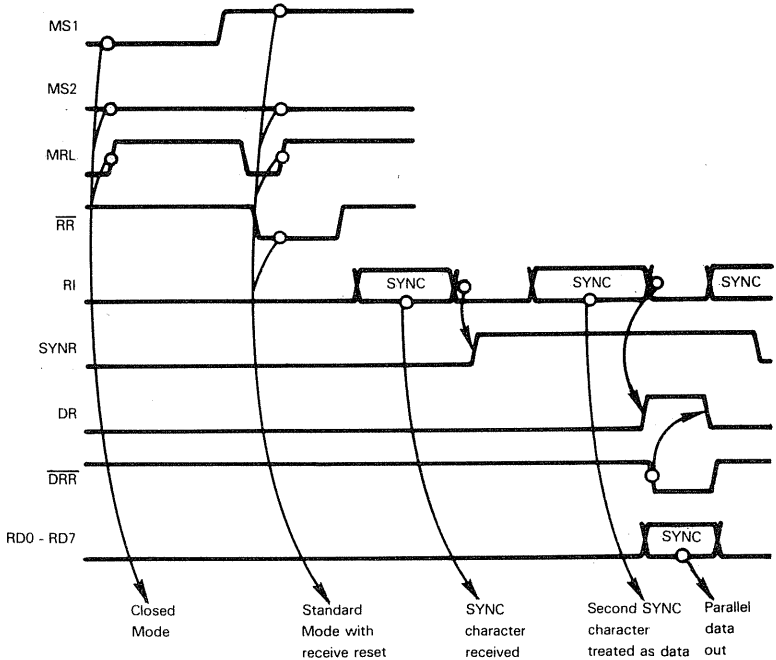 MS1
MS2
MRL
RR
RI
SYNC
SYNC
SYNC
SYNR
DR
DRR
RD0 - RD7
SYNC
Closed
Mode
Standard
Mode with
receive reset
SYNC
character
received
Second SYNC
character
treated as data
Parallel
data
out